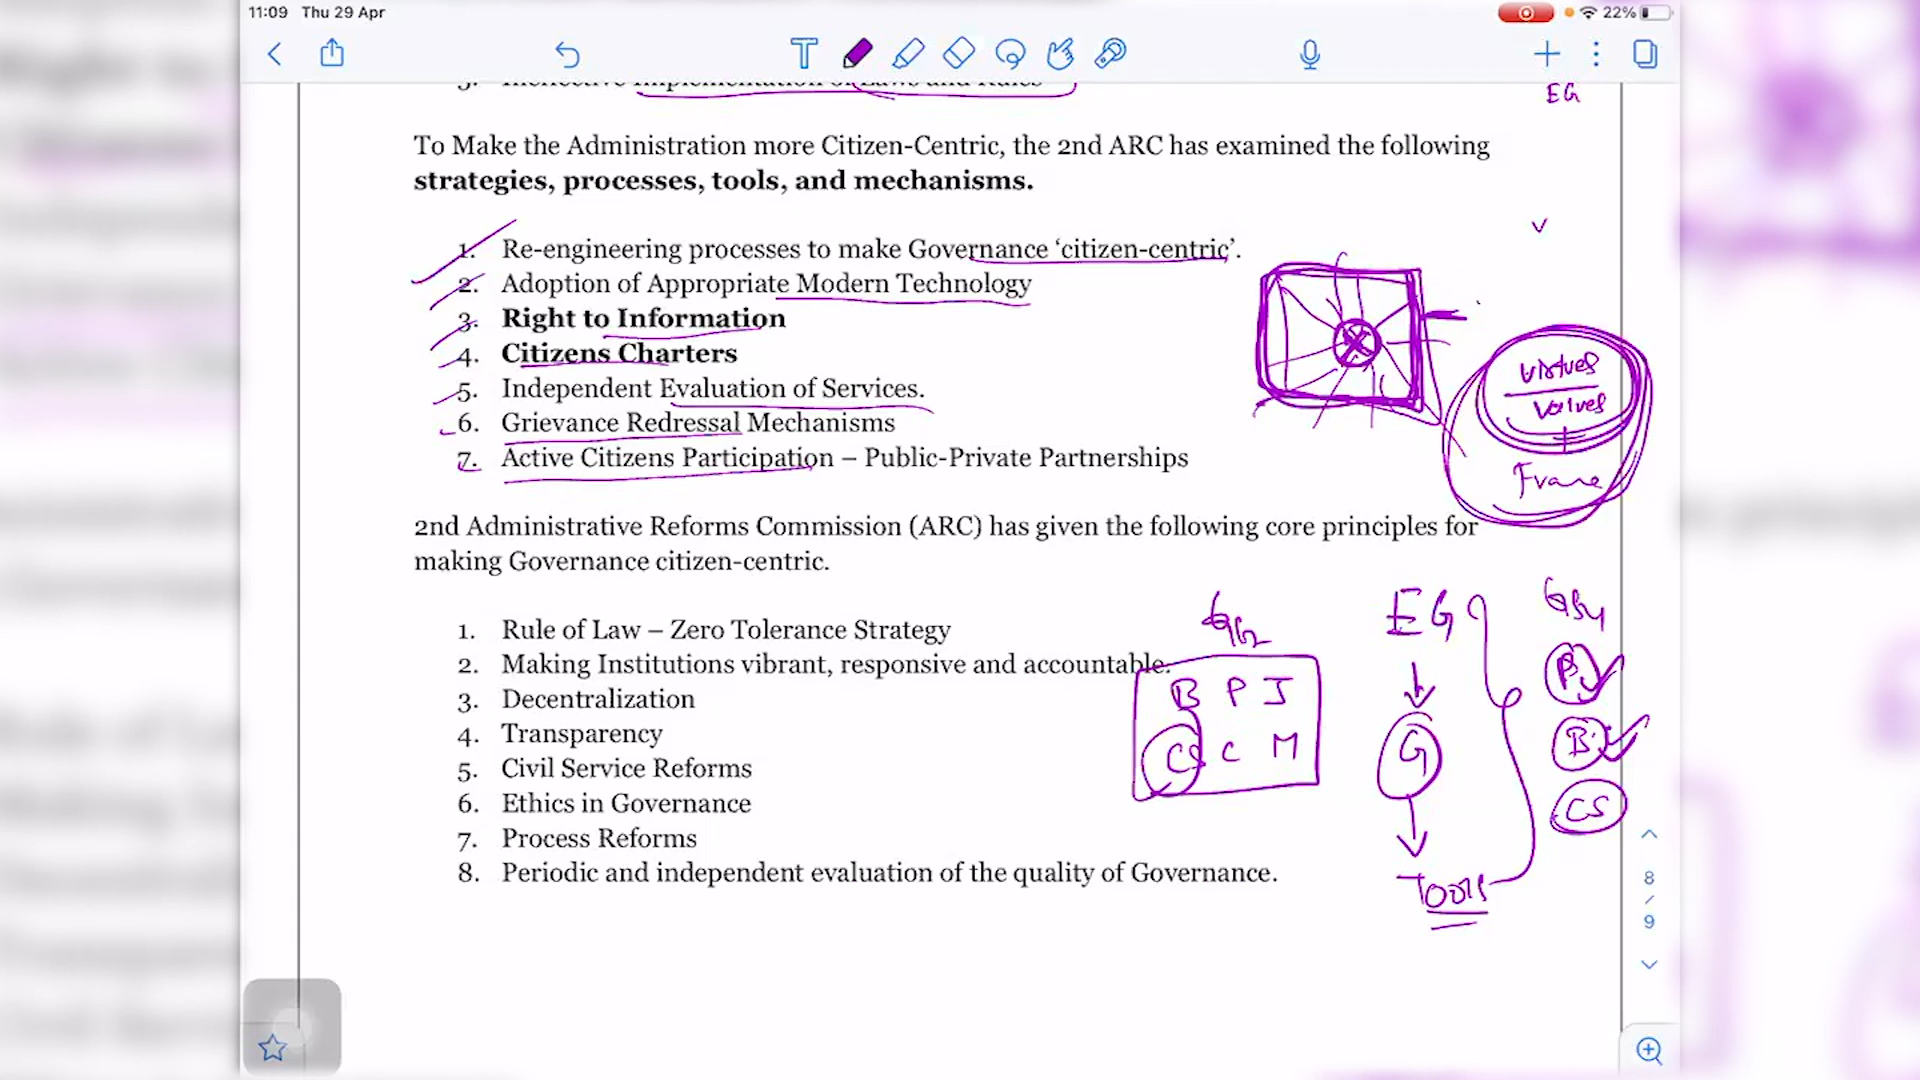 11:09 Thu 29 Apr
22%
EG
To Make the Administration more Citizen-Centric, the 2nd ARC has examined the following
strategies, processes, tools, and mechanisms.
1. Re-engineering processes to make Governance ‘citizen-centric’.
2. Adoption of Appropriate Modern Technology
3. Right to Information
4. Citizens Charters
5. Independent Evaluation of Services.
6. Grievance Redressal Mechanisms
7. Active Citizens Participation – Public-Private Partnerships
V
Virtues
Values
+
Frame
2nd Administrative Reforms Commission (ARC) has given the following core principles for
making Governance citizen-centric.
1. Rule of Law – Zero Tolerance Strategy
2. Making Institutions vibrant, responsive and accountable.
3. Decentralization
4. Transparency
5. Civil Service Reforms
6. Ethics in Governance
7. Process Reforms
8. Periodic and independent evaluation of the quality of Governance.
B P J
CS C M
EG
G
Tools
P
B
CS
8
/
9